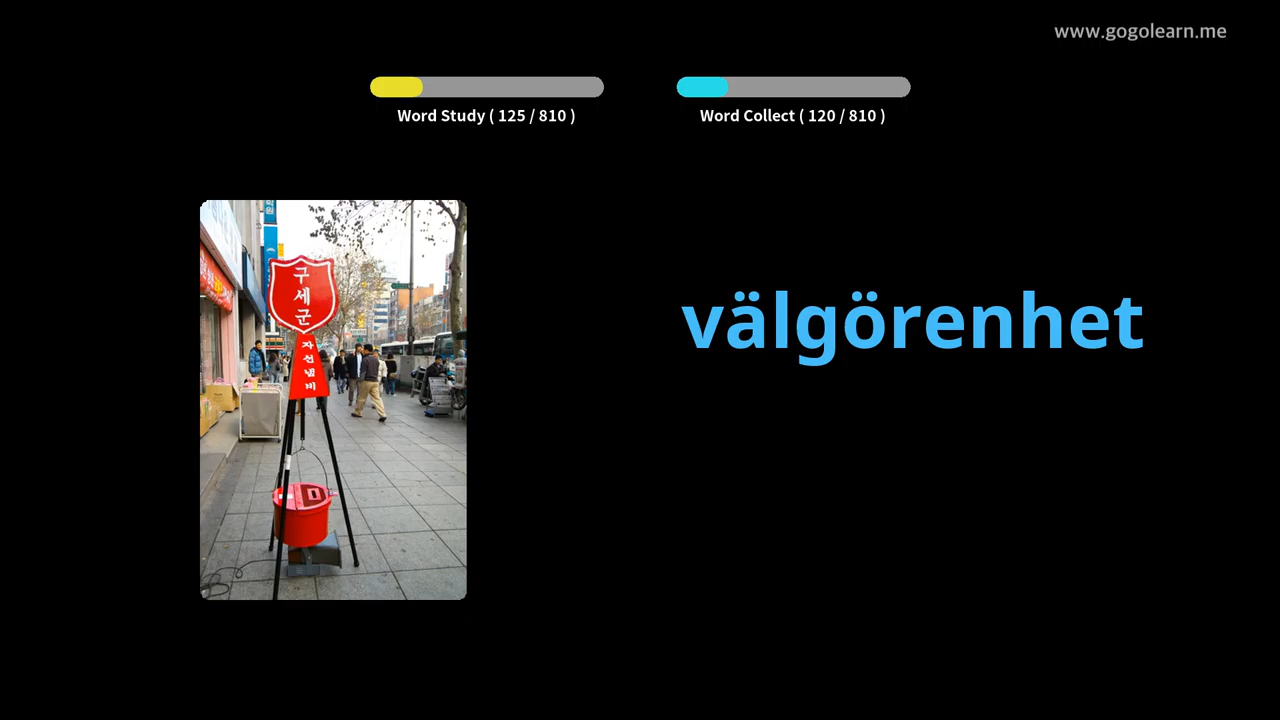 www.gogolearn.me
Word Study ( 125 / 810 )
Word Collect ( 120 / 810 )
välgörenhet
구
세
군
자
선
냄
비